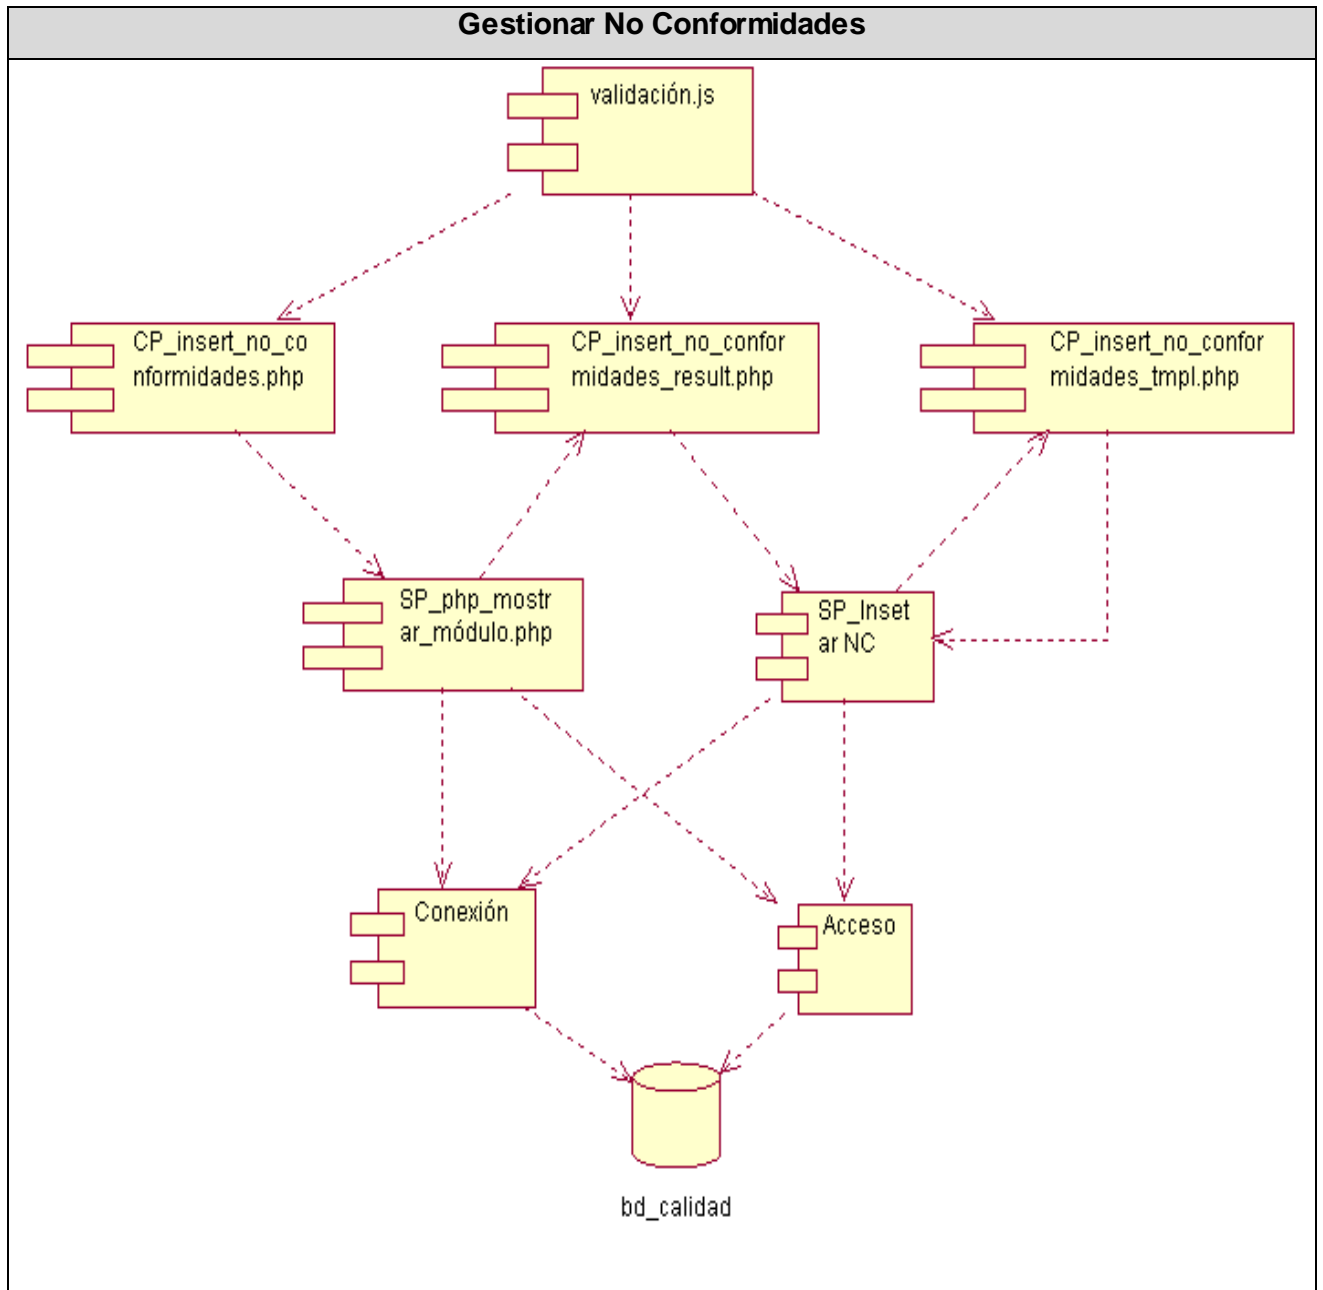 Gestionar No Conformidades
validación.js
CP_insert_no_co
nformidades.php
CP_insert_no_confor
midades_result.php
CP_insert_no_confor
midades_tmpl.php
SP_php_mostr
ar_módulo.php
SP_Inset
ar NC
Conexión
Acceso
bd_calidad